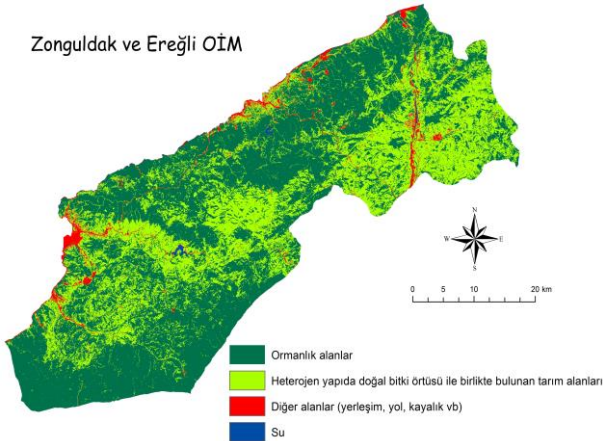 Zonguldak ve Ereğli OİM
N
W E
S
0 5 10 20 km
Ormanlık alanlar
Heterojen yapıda doğal bitki örtüsü ile birlikte bulunan tarım alanları
Diğer alanlar (yerleşim, yol, kayalık vb)
Su